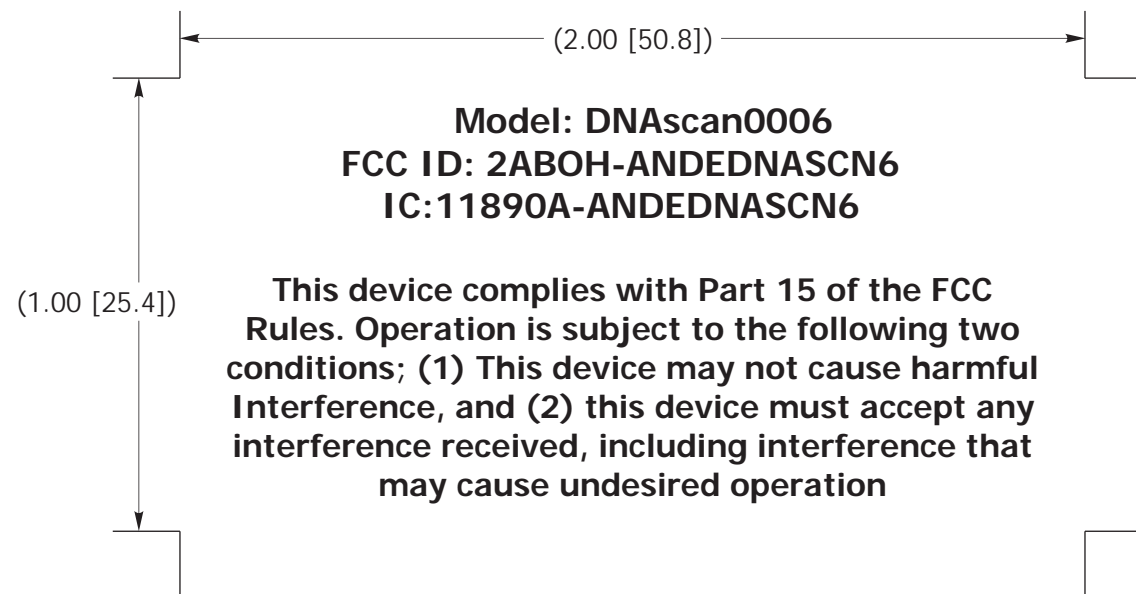 (2.00 [50.8])
Model: DNAscan0006
FCC ID: 2ABOH-ANDEDNASCN6
IC:11890A-ANDEDNASCN6
(1.00 [25.4])
This device complies with Part 15 of the FCC
Rules. Operation is subject to the following two
conditions; (1) This device may not cause harmful
Interference, and (2) this device must accept any
interference received, including interference that
may cause undesired operation